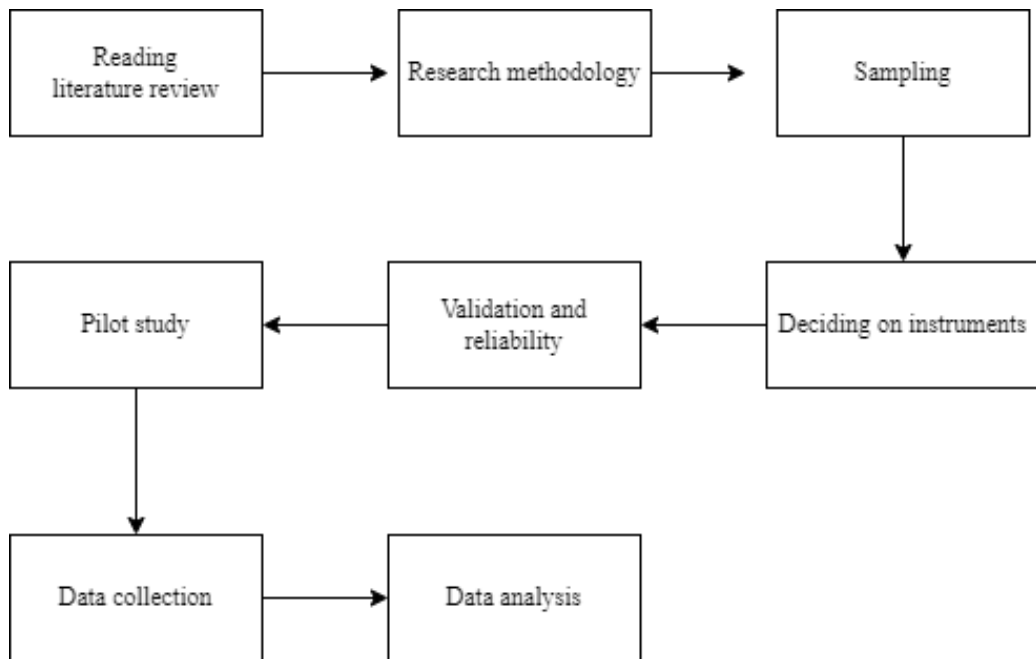 Reading
literature review
Research methodology
Sampling
Deciding on instruments
Validation and
reliability
Pilot study
Data collection
Data analysis